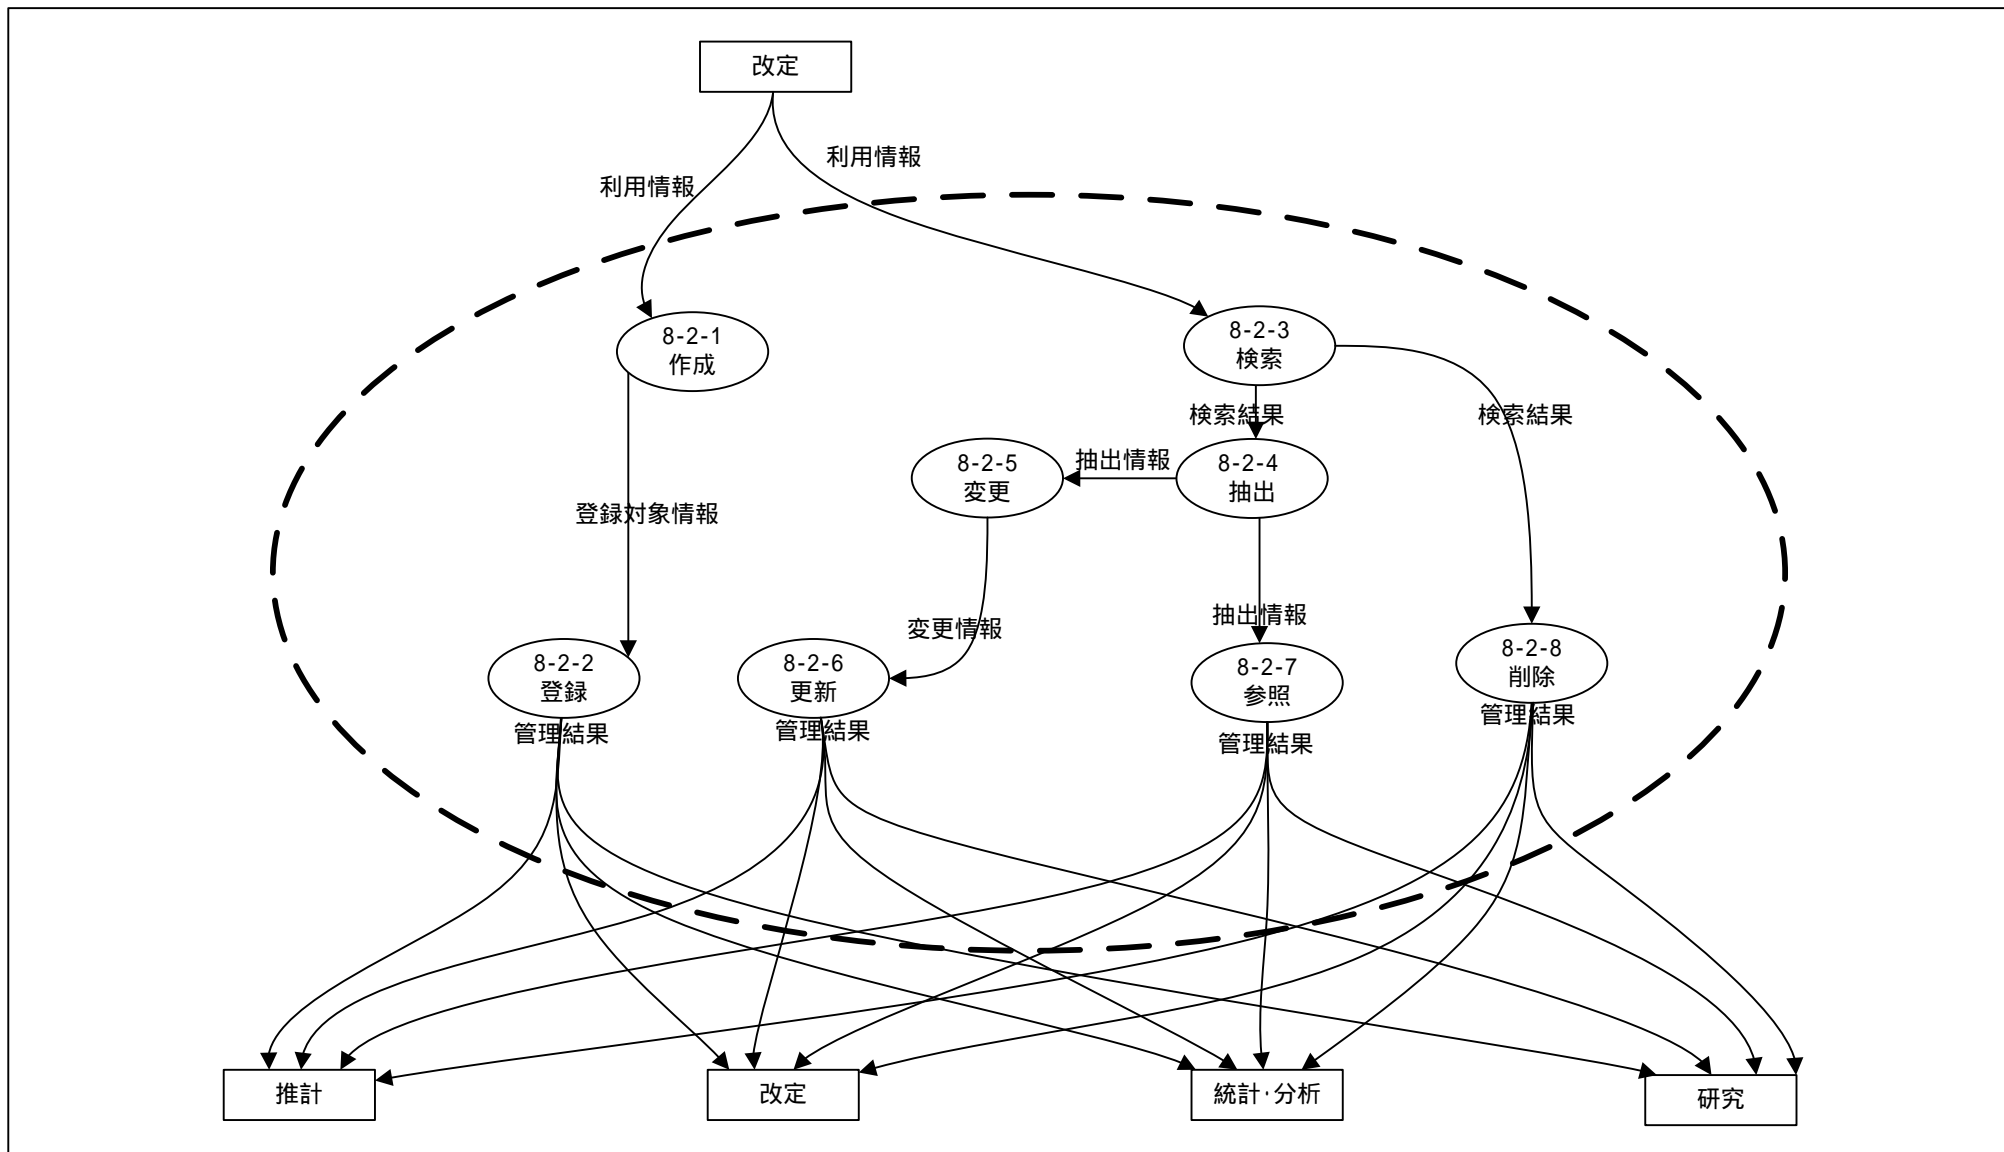 改定
利用情報
利用情報
8-2-1
作成
8-2-3
検索
検索結果
検索結果
8-2-5
変更
抽出情報
8-2-4
抽出
登録対象情報
変更情報
抽出情報
8-2-2
登録
8-2-6
更新
8-2-7
参照
8-2-8
削除
管理結果
管理結果
管理結果
管理結果
推計
改定
統計·分析
研究